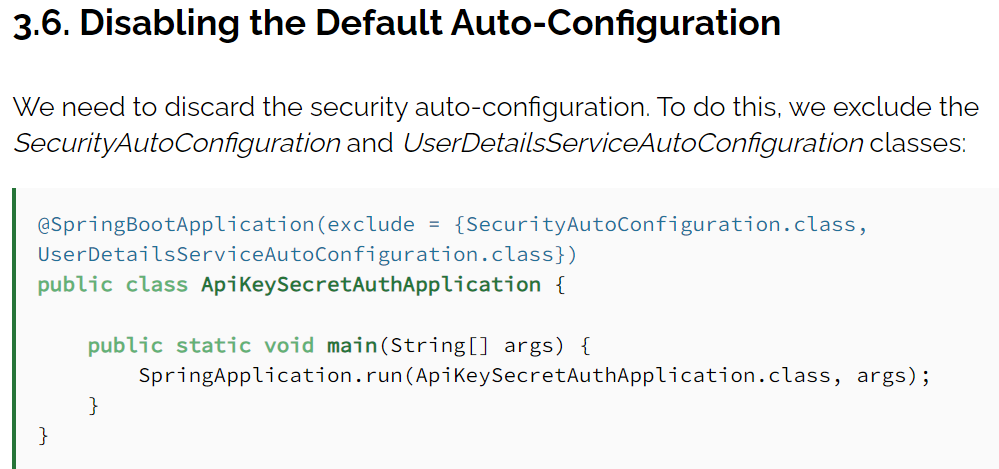 3.6. Disabling the Default Auto-Configuration
We need to discard the security auto-configuration. To do this, we exclude the
SecurityAutoConfiguration and UserDetailsServiceAutoConfiguration classes:
@SpringBootApplication(exclude = {SecurityAutoConfiguration.class,
UserDetailsServiceAutoConfiguration.class})
public class ApiKeySecretAuthApplication {
    public static void main(String[] args) {
        SpringApplication.run(ApiKeySecretAuthApplication.class, args);
    }
}